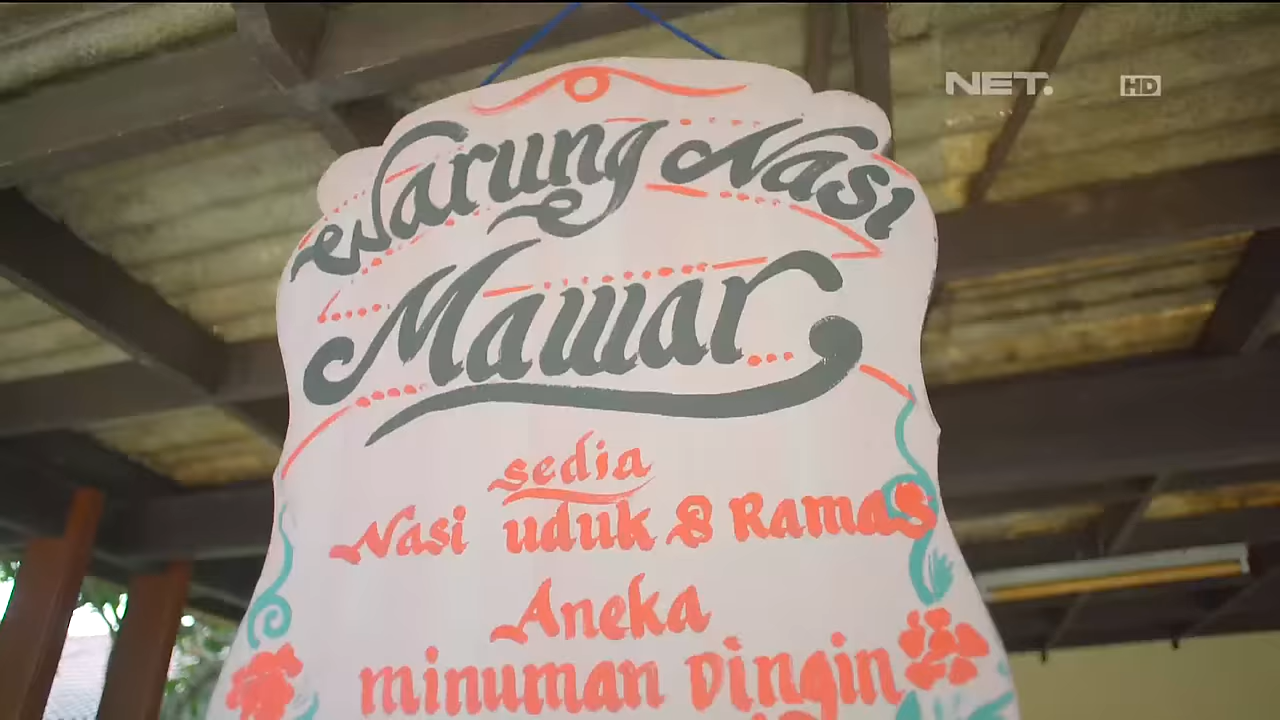 NET. HD
Warung Nasi
Mawar
sedia
Nasi uduk & Ramas
Aneka
minuman Dingin